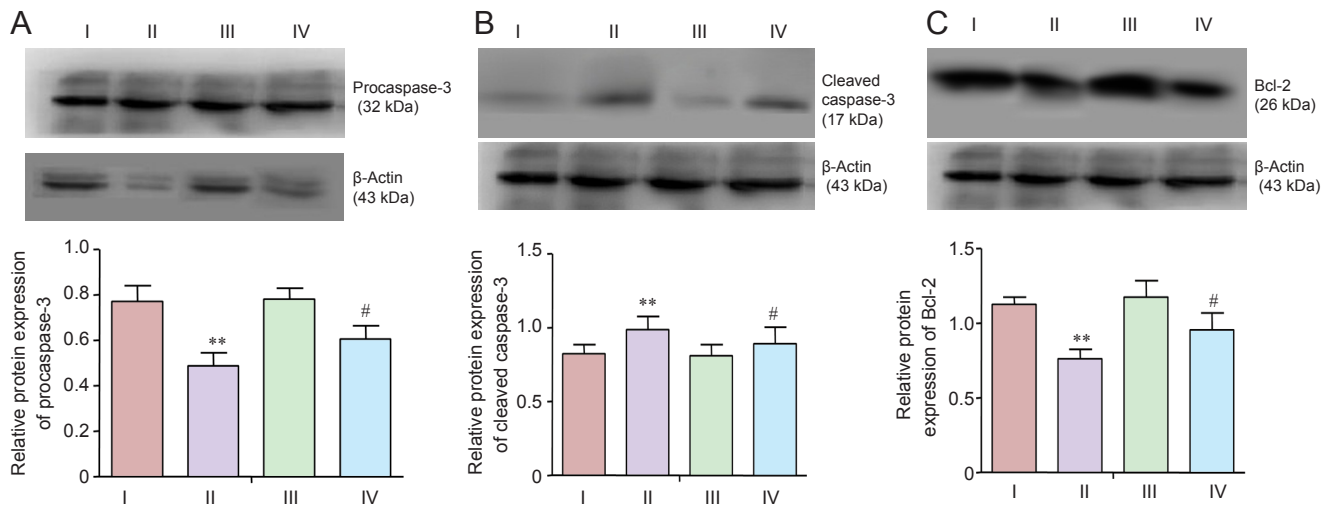 A
I II III IV
Procaspase-3
(32 kDa)
β-Actin
(43 kDa)
Relative protein expression
of procaspase-3
1.0
0.8
0.6
0.4
0.2
0
**
#
I II III IV
B
I II III IV
Cleaved
caspase-3
(17 kDa)
β-Actin
(43 kDa)
Relative protein expression
of cleaved caspase-3
1.5
1.0
0.5
0
**
#
I II III IV
C
I II III IV
Bcl-2
(26 kDa)
β-Actin
(43 kDa)
Relative protein
expression of Bcl-2
1.5
1.0
0.5
0
**
#
I II III IV